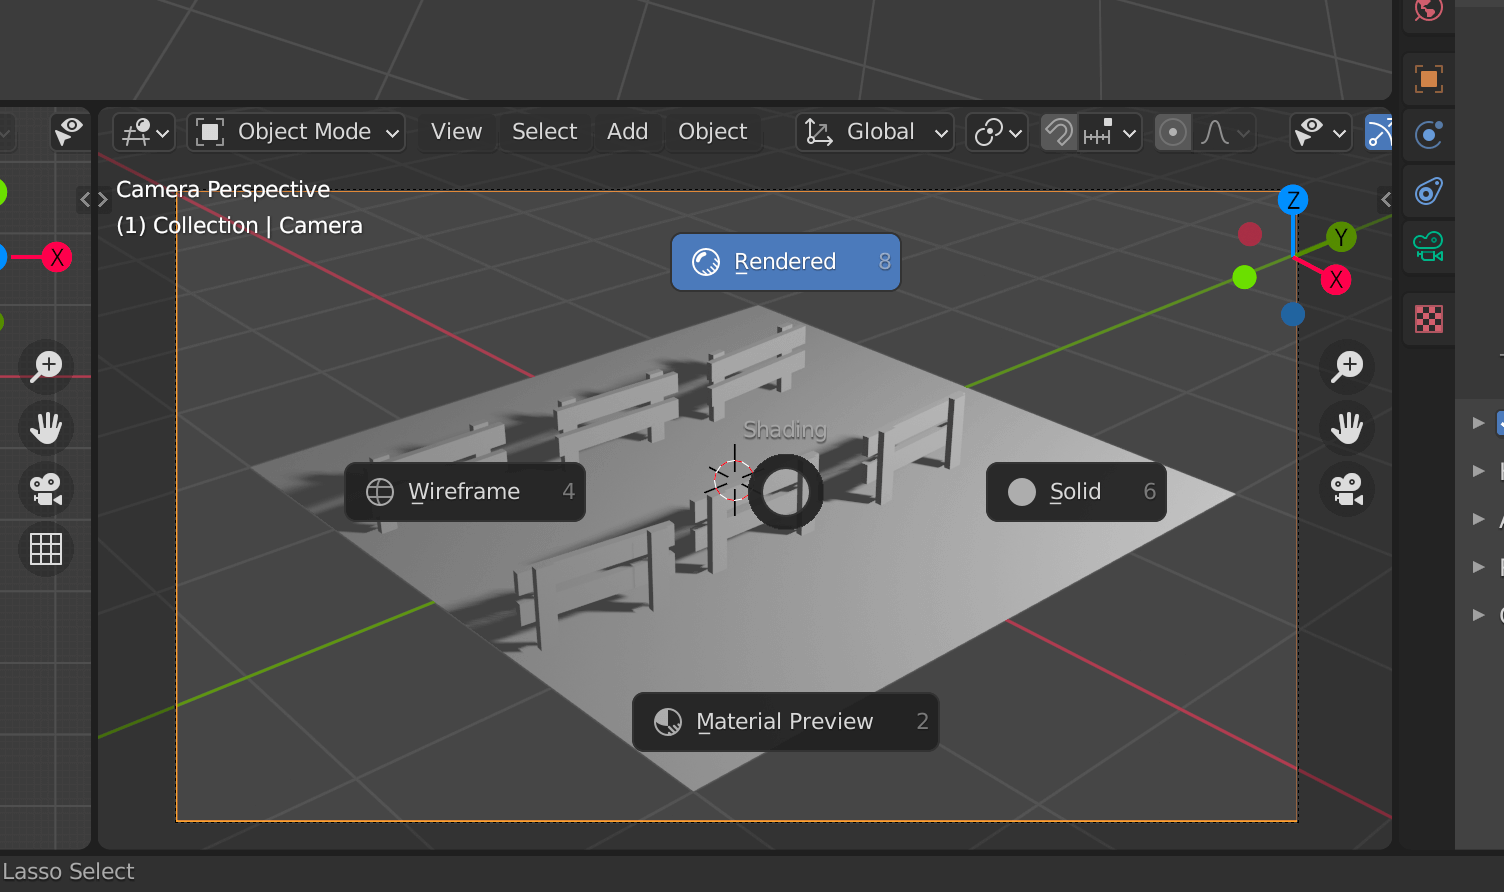 Object Mode View Select Add Object Global
Camera Perspective
(1) Collection | Camera
Z
Y
X
X
Rendered 8
Shading
Wireframe 4
Solid 6
Material Preview 2
Lasso Select